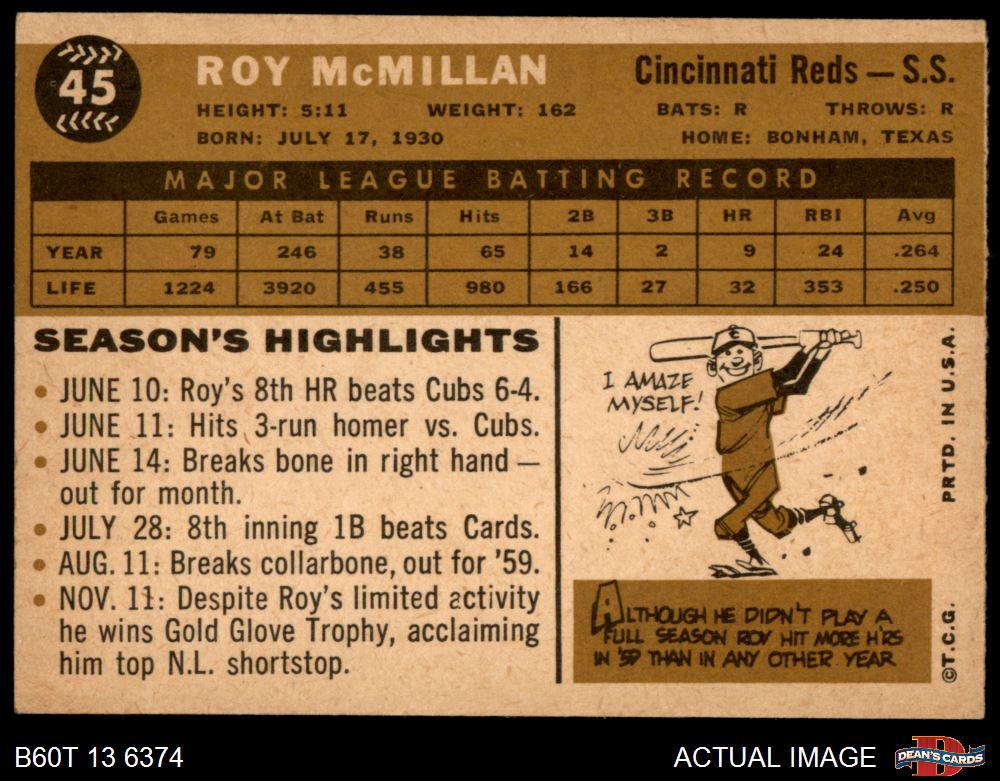 45
ROY McMILLAN
Cincinnati Reds — S.S.
HEIGHT: 5:11 WEIGHT: 162 BATS: R THROWS: R
BORN: JULY 17, 1930 HOME: BONHAM, TEXAS
MAJOR LEAGUE BATTING RECORD
Games At Bat Runs Hits 2B 3B HR RBI Avg
YEAR 79 246 38 65 14 2 9 24 .264
LIFE 1224 3920 455 980 166 27 32 353 .250
SEASON'S HIGHLIGHTS
• JUNE 10: Roy's 8th HR beats Cubs 6-4.
• JUNE 11: Hits 3-run homer vs. Cubs.
• JUNE 14: Breaks bone in right hand —
out for month.
• JULY 28: 8th inning 1B beats Cards.
• AUG. 11: Breaks collarbone, out for '59.
• NOV. 11: Despite Roy's limited activity
he wins Gold Glove Trophy, acclaiming
him top N.L. shortstop.
C
I AMAZE
MYSELF!
ALTHOUGH HE DIDN'T PLAY A
FULL SEASON ROY HIT MORE H'RS
IN '59 THAN IN ANY OTHER YEAR
©T.C.G. PRTD. IN U.S.A.
B60T 13 6374
ACTUAL IMAGE
D
DEAN'S CARDS